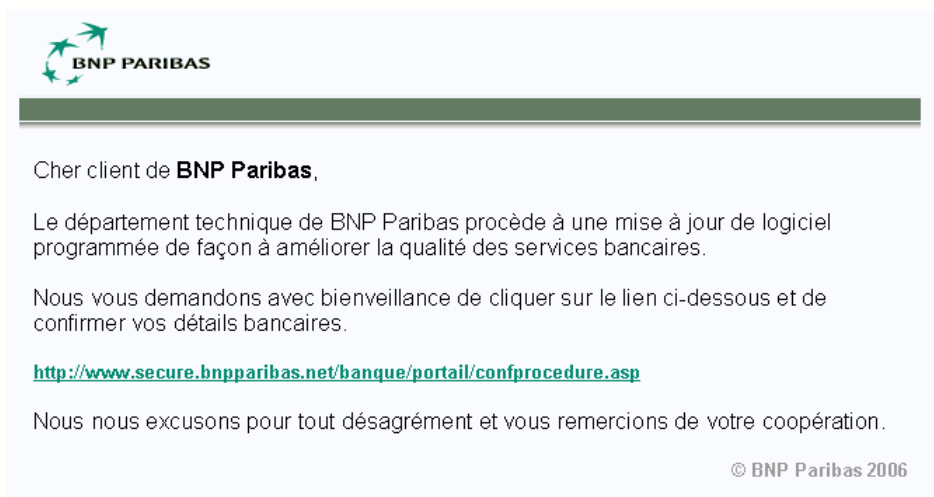 BNP PARIBAS
Cher client de BNP Paribas,
Le département technique de BNP Paribas procède à une mise à jour de logiciel
programmée de façon à améliorer la qualité des services bancaires.
Nous vous demandons avec bienveillance de cliquer sur le lien ci-dessous et de
confirmer vos détails bancaires.
http://www.secure.bnpparibas.net/banque/portail/confprocedure.asp
Nous nous excusons pour tout désagrément et vous remercions de votre coopération.
© BNP Paribas 2006